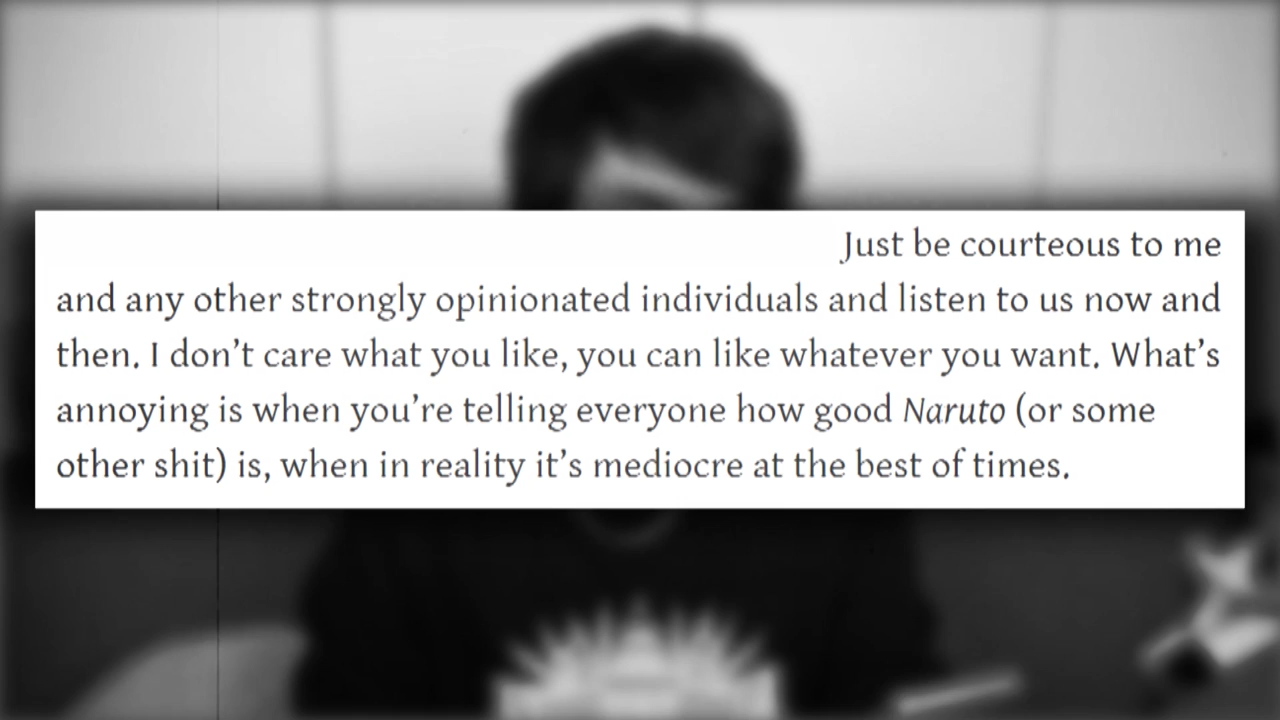 Just be courteous to me
and any other strongly opinionated individuals and listen to us now and
then. I don’t care what you like, you can like whatever you want. What’s
annoying is when you’re telling everyone how good Naruto (or some
other shit) is, when in reality it’s mediocre at the best of times.